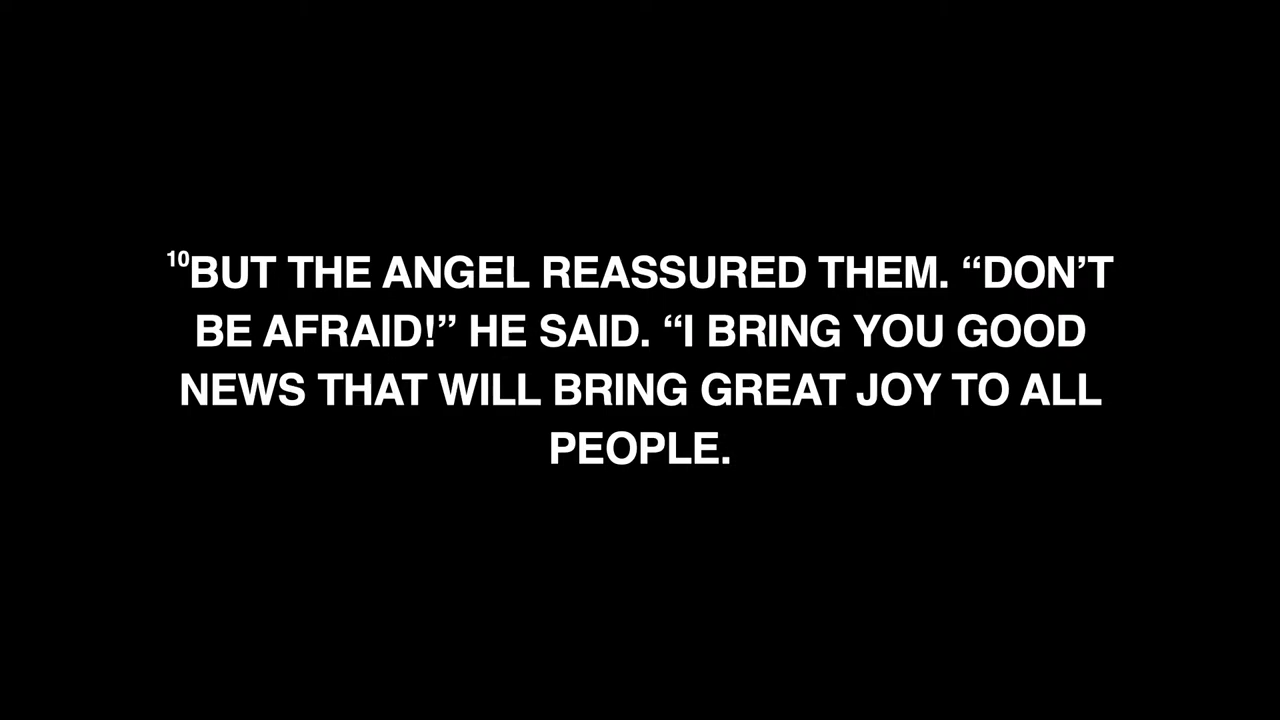 10BUT THE ANGEL REASSURED THEM. “DON’T
BE AFRAID!” HE SAID. “I BRING YOU GOOD
NEWS THAT WILL BRING GREAT JOY TO ALL
PEOPLE.